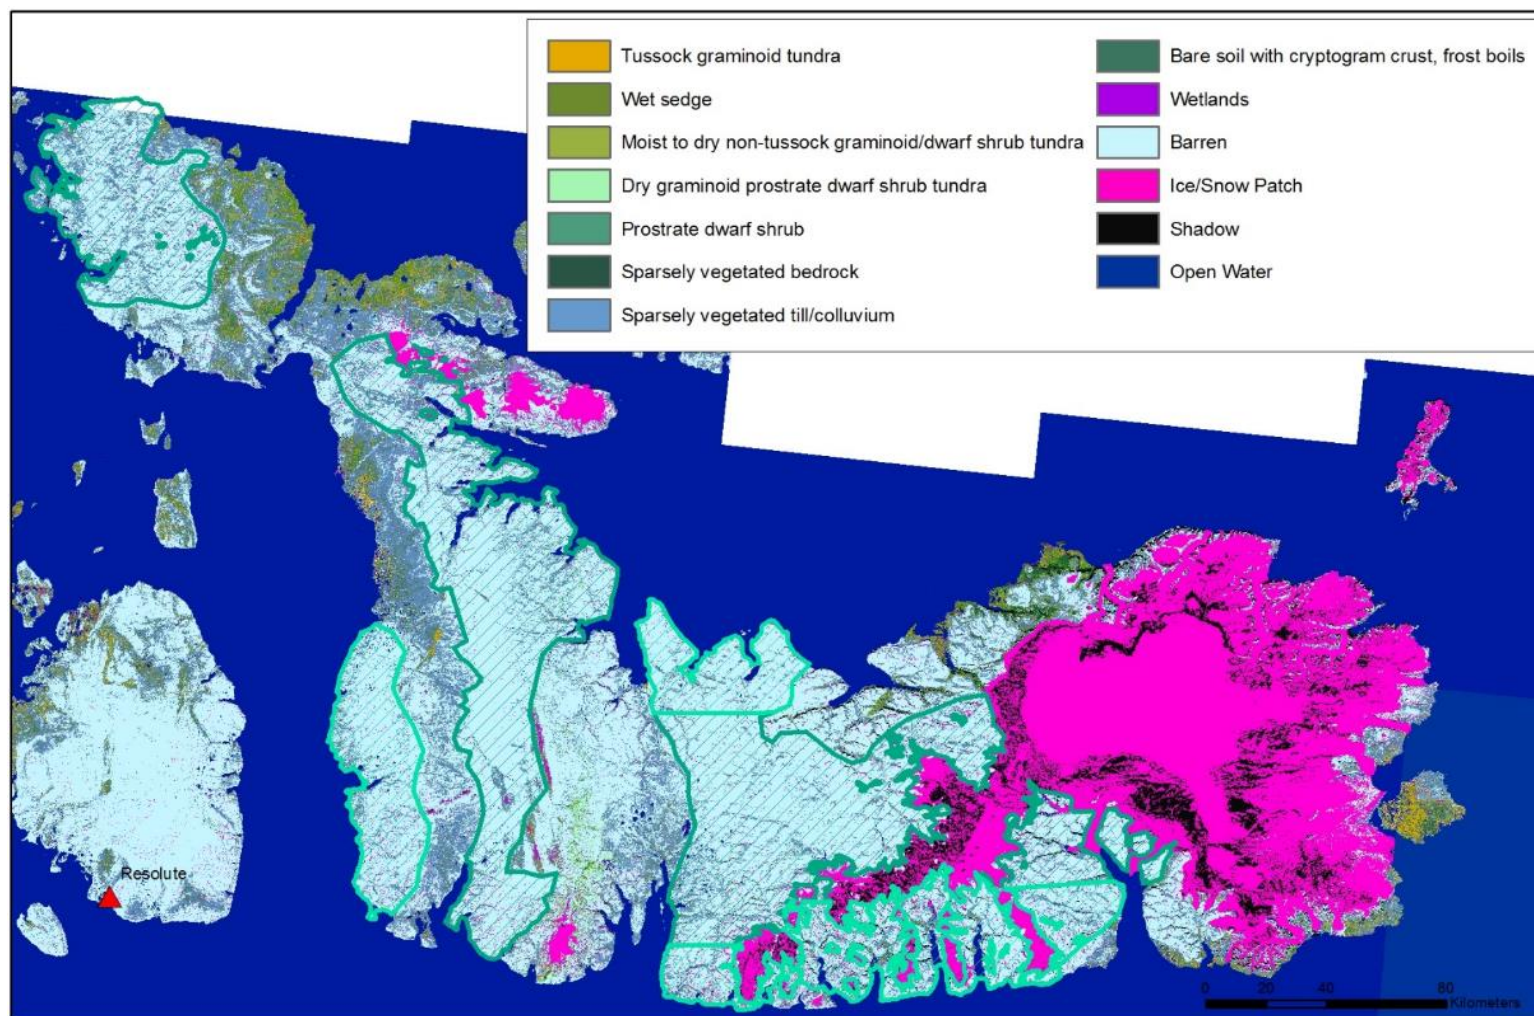 Tussock graminoid tundra
Wet sedge
Moist to dry non-tussock graminoid/dwarf shrub tundra
Dry graminoid prostrate dwarf shrub tundra
Prostrate dwarf shrub
Sparsely vegetated bedrock
Sparsely vegetated till/colluvium
Bare soil with cryptogram crust, frost boils
Wetlands
Barren
Ice/Snow Patch
Shadow
Open Water
Resolute
0 20 40 80
Kilometers